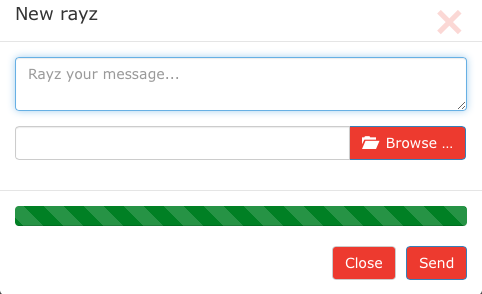 New rayz
Rayz your message...
Browse ...
Close
Send